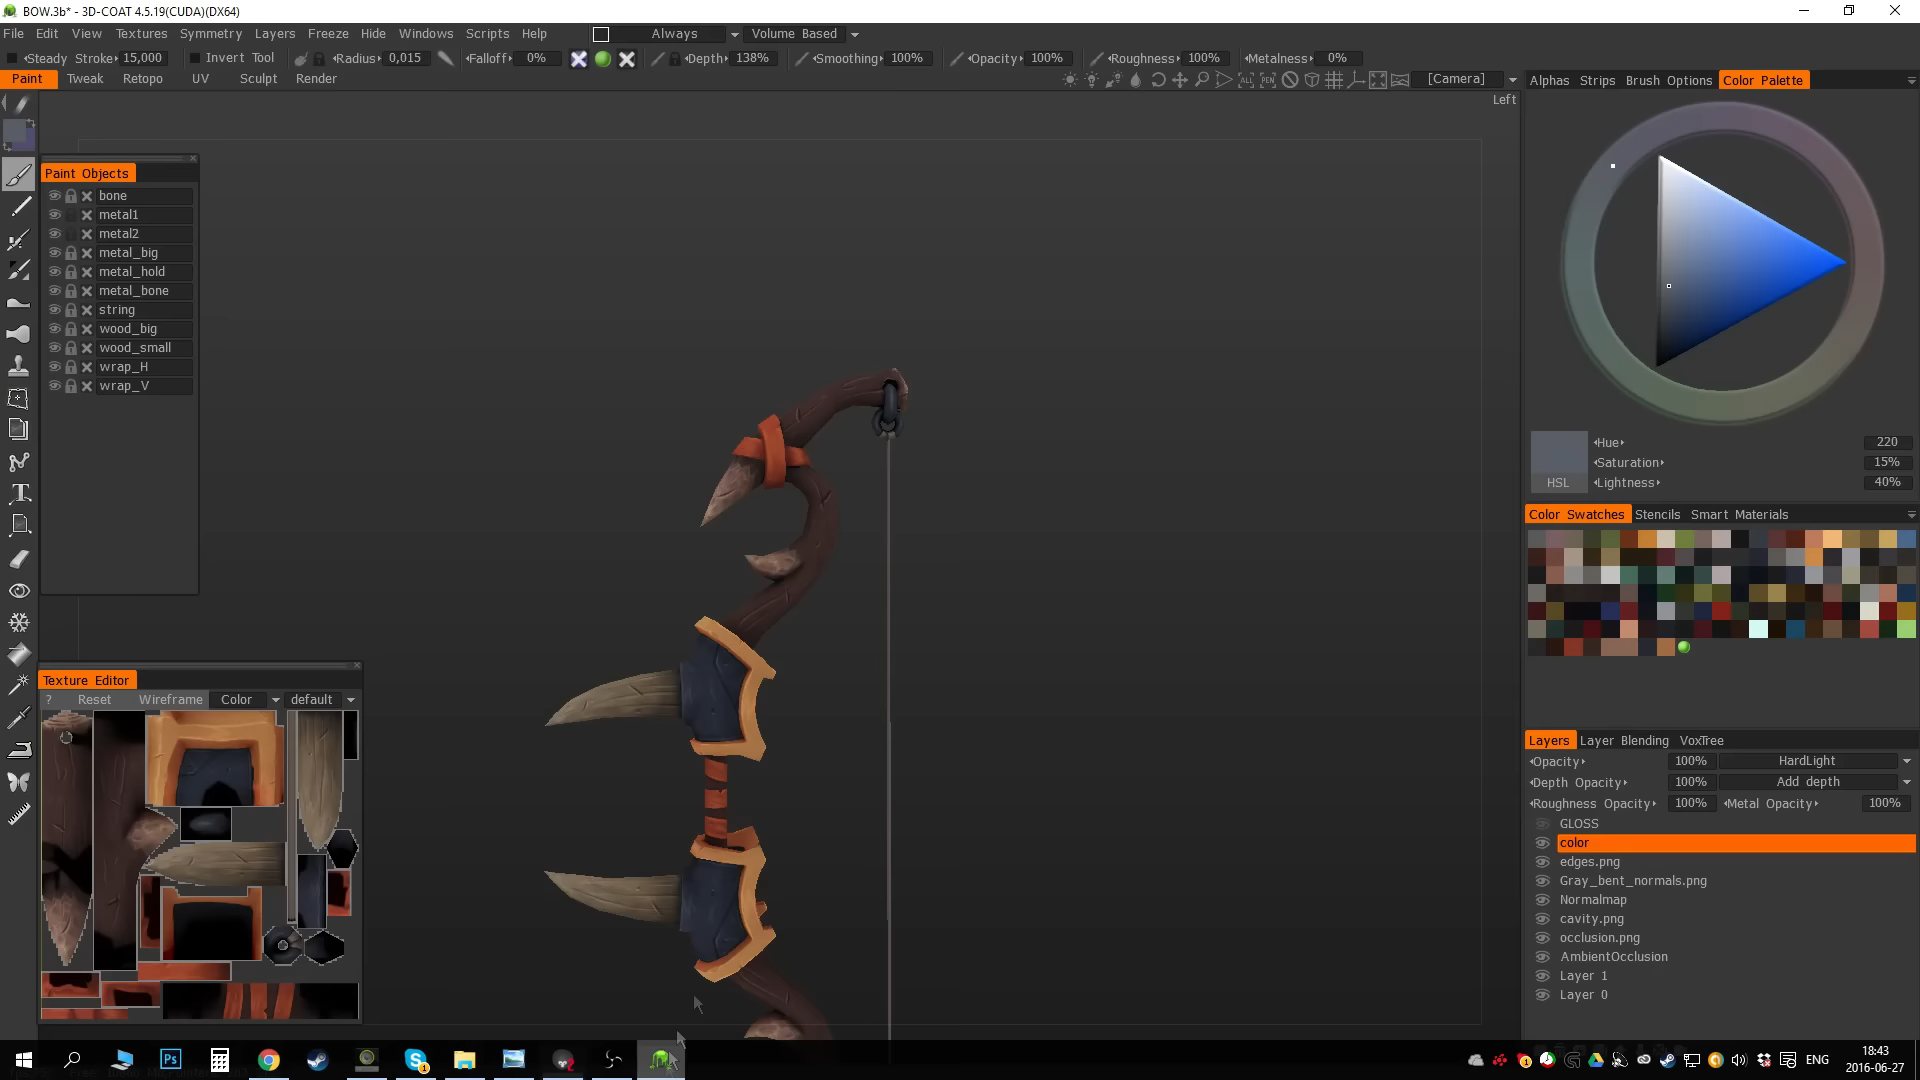 BOW.3b* - 3D-COAT 4.5.19(CUDA)(DX64)
File Edit View Textures Symmetry Layers Freeze Hide Windows Scripts Help Always Volume Based
Steady Stroke 15,000 Invert Tool Radius 0,015 Falloff 0% Depth 138% Smoothing 100% Opacity 100% Roughness 100% Metalness 0%
Paint Tweak Retopo UV Sculpt Render ALL PEN [Camera] Alphas Strips Brush Options Color Palette
Left
Paint Objects
bone
metal1
metal2
metal_big
metal_hold
metal_bone
string
wood_big
wood_small
wrap_H
wrap_V
Hue 220
Saturation 15%
HSL Lightness 40%
Color Swatches Stencils Smart Materials
Texture Editor
? Reset Wireframe Color default
Layers Layer Blending VoxTree
Opacity 100% HardLight
Depth Opacity 100% Add depth
Roughness Opacity 100% Metal Opacity 100%
GLOSS
color
edges.png
Gray_bent_normals.png
Normalmap
cavity.png
occlusion.png
AmbientOcclusion
Layer 1
Layer 0
Ps
ENG
18:43
2016-06-27